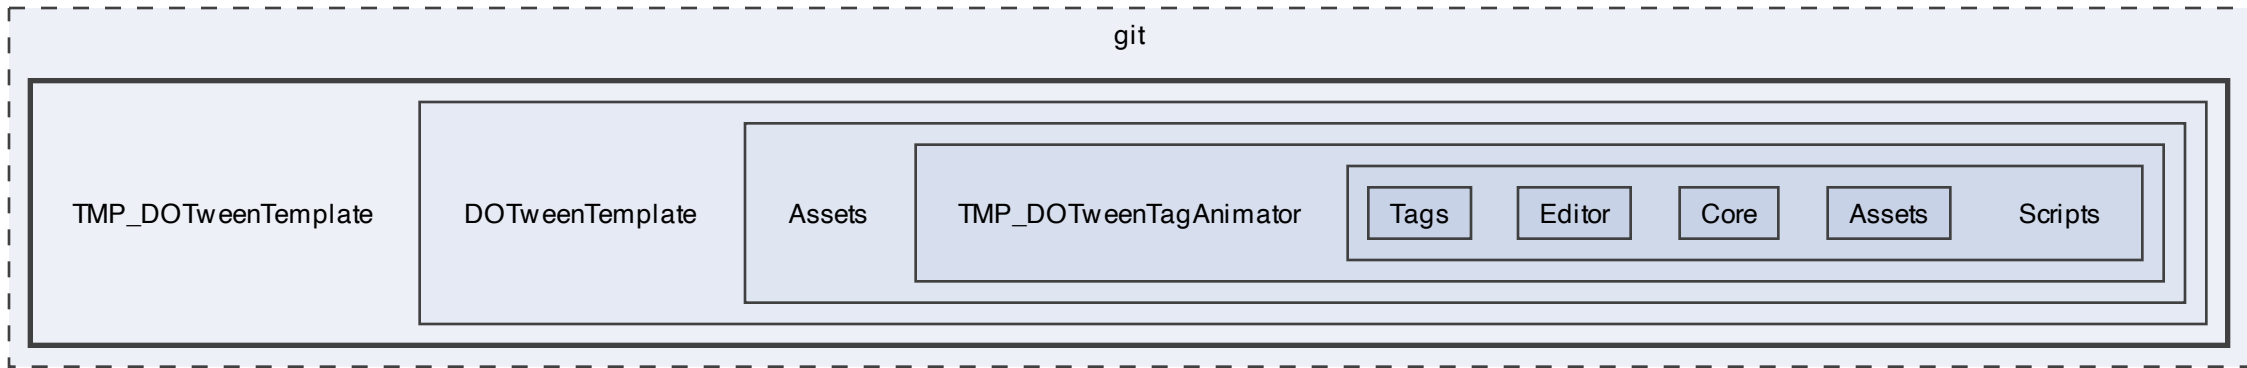 git
TMP_DOTweenTemplate
DOTweenTemplate
Assets
TMP_DOTweenTagAnimator
Tags
Editor
Core
Assets
Scripts